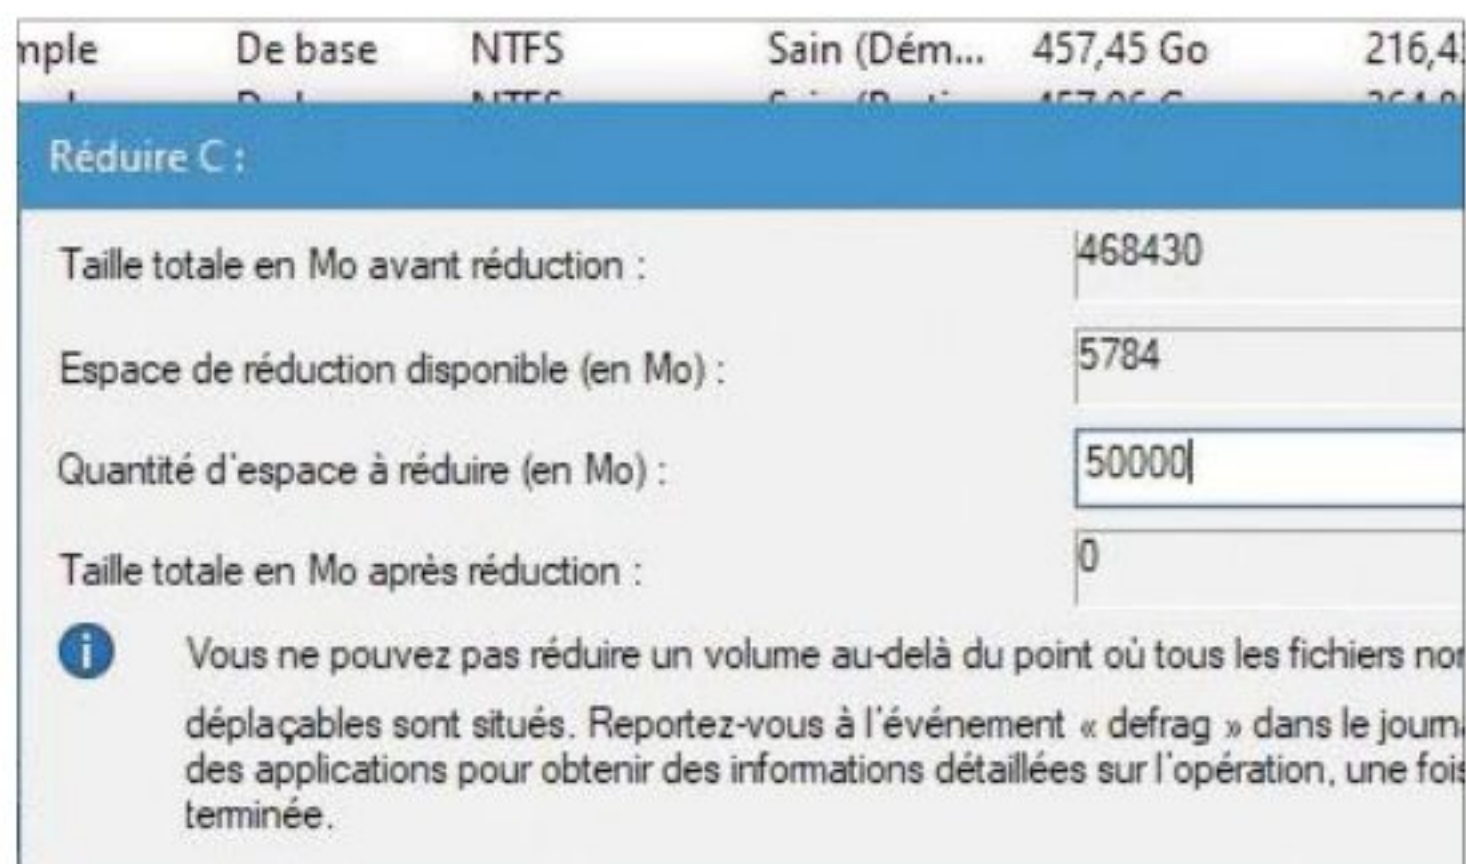 mple De base NTFS Sain (Dém... 457,45 Go 216,4
Réduire C :
Taille totale en Mo avant réduction : 468430
Espace de réduction disponible (en Mo) : 5784
Quantité d'espace à réduire (en Mo) : 50000
Taille totale en Mo après réduction : 0
Vous ne pouvez pas réduire un volume au-delà du point où tous les fichiers non
déplaçables sont situés. Reportez-vous à l'événement « defrag » dans le journ
des applications pour obtenir des informations détaillées sur l'opération, une fois
terminée.